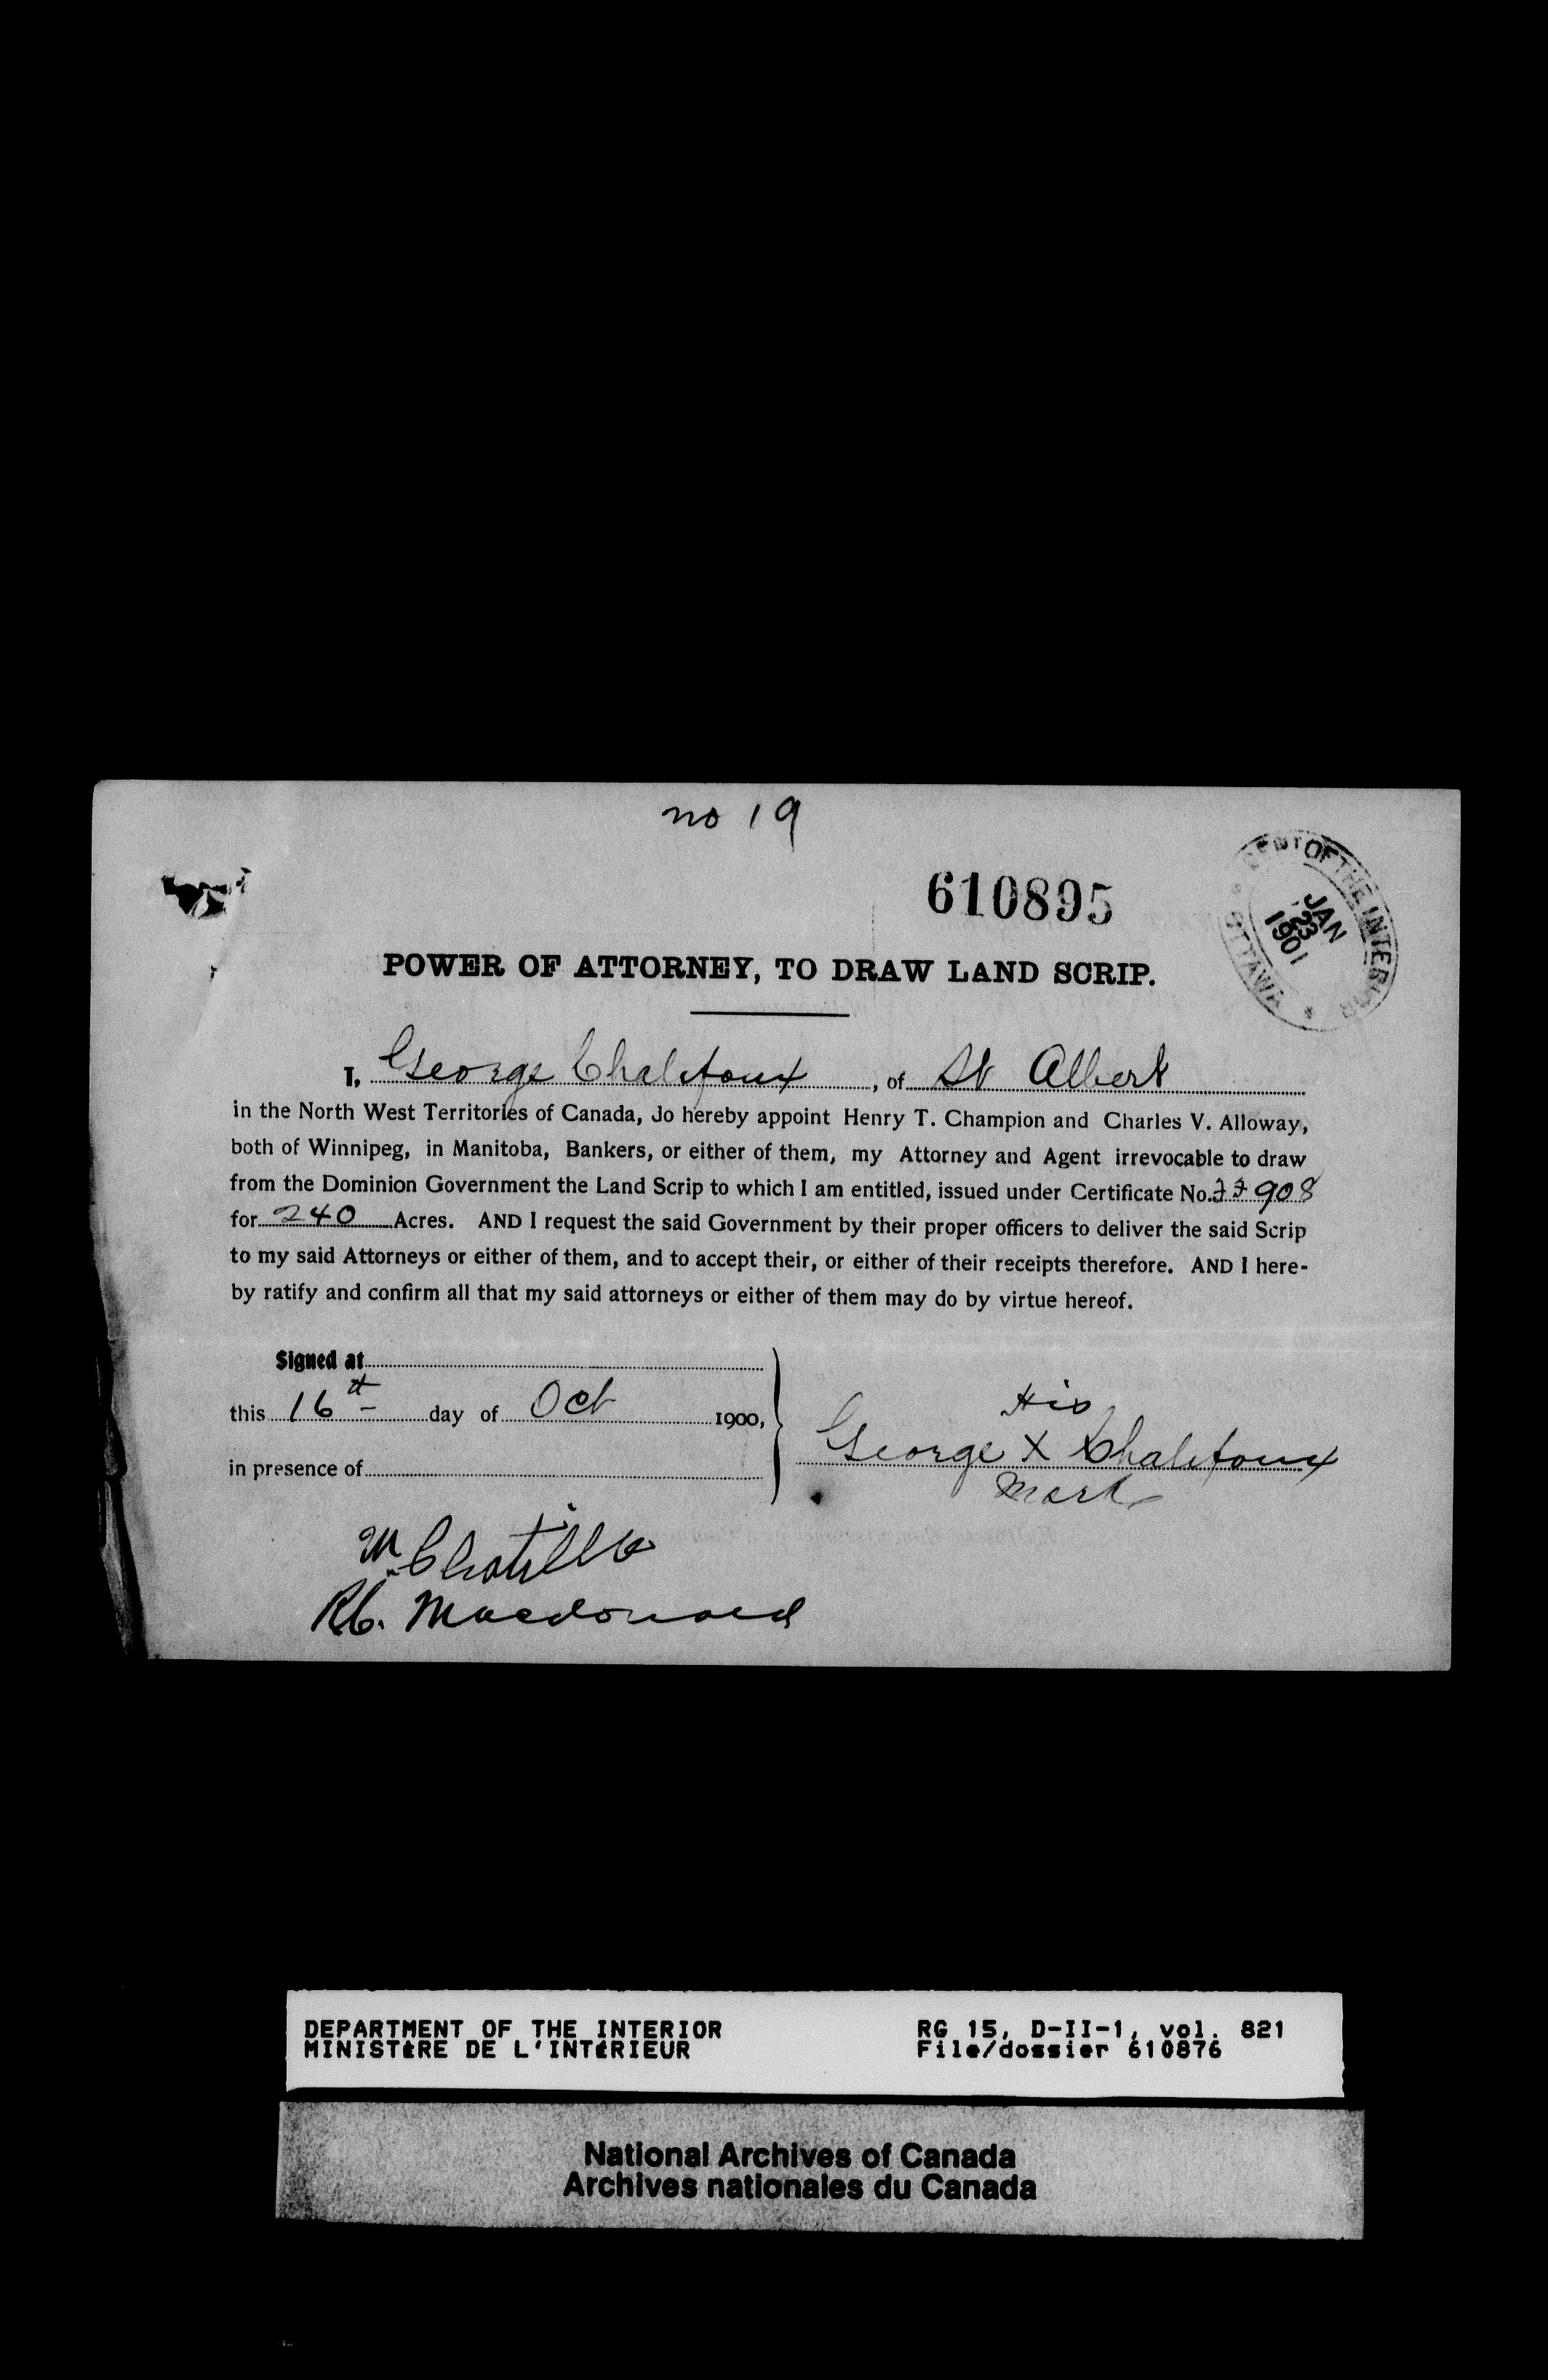 no 19
610895
DEPT OF THE INTERIOR
JAN 23 1901
OTTAWA
POWER OF ATTORNEY, TO DRAW LAND SCRIP.
I, George Chalifoux, of St Albert
in the North West Territories of Canada, do hereby appoint Henry T. Champion and Charles V. Alloway,
both of Winnipeg, in Manitoba, Bankers, or either of them, my Attorney and Agent irrevocable to draw
from the Dominion Government the Land Scrip to which I am entitled, issued under Certificate No. 908
for 240 Acres. AND I request the said Government by their proper officers to deliver the said Scrip
to my said Attorneys or either of them, and to accept their, or either of their receipts therefore. AND I here-
by ratify and confirm all that my said attorneys or either of them may do by virtue hereof.
Signed at
this 16th day of Oct 1900,
in presence of
His
George X Chalifoux
Mark
R.C. Macdonald
DEPARTMENT OF THE INTERIOR
MINISTÈRE DE L'INTÉRIEUR
RG 15, D-II-1, vol. 821
File/dossier 610876
National Archives of Canada
Archives nationales du Canada